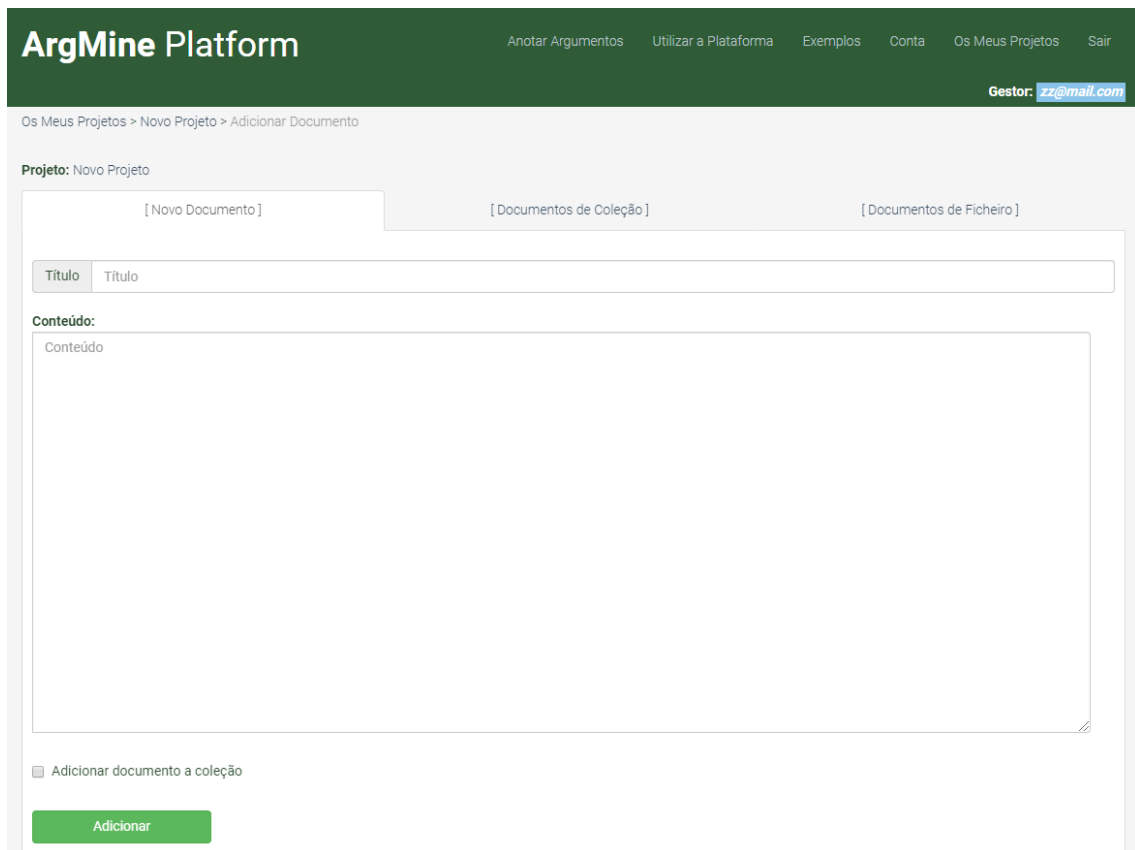 ArgMine Platform
Anotar Argumentos Utilizar a Plataforma Exemplos Conta Os Meus Projetos Sair
Gestor: zz@mail.com
Os Meus Projetos > Novo Projeto > Adicionar Documento
Projeto: Novo Projeto
[ Novo Documento ] [ Documentos de Coleção ] [ Documentos de Ficheiro ]
Título Título
Conteúdo:
Conteúdo
Adicionar documento a coleção
Adicionar